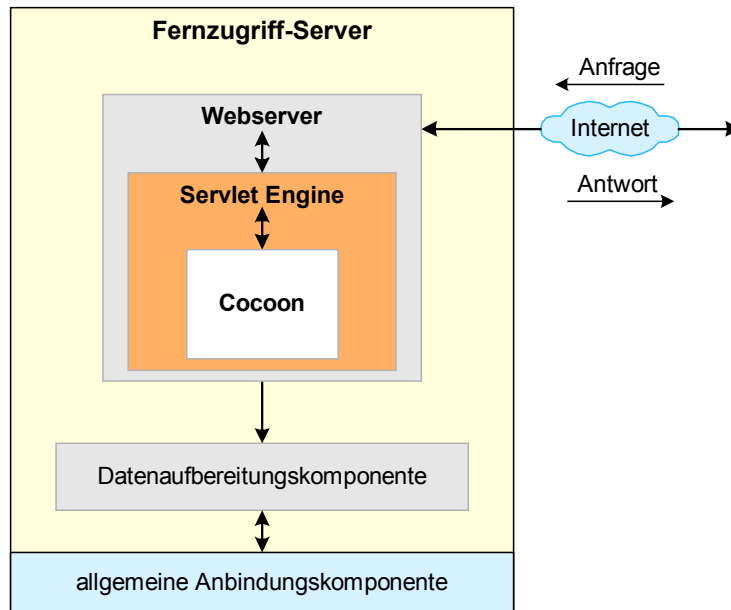 Fernzugriff-Server
Anfrage
Webserver
Internet
Servlet Engine
Antwort
Cocoon
Datenaufbereitungskomponente
allgemeine Anbindungskomponente